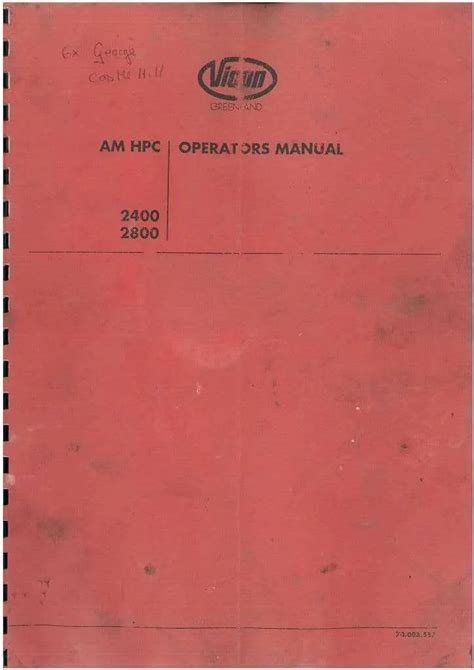 Ex George
Castle Hill
Vicon
GREENLAND
AM HPC OPERATORS MANUAL
2400
2800